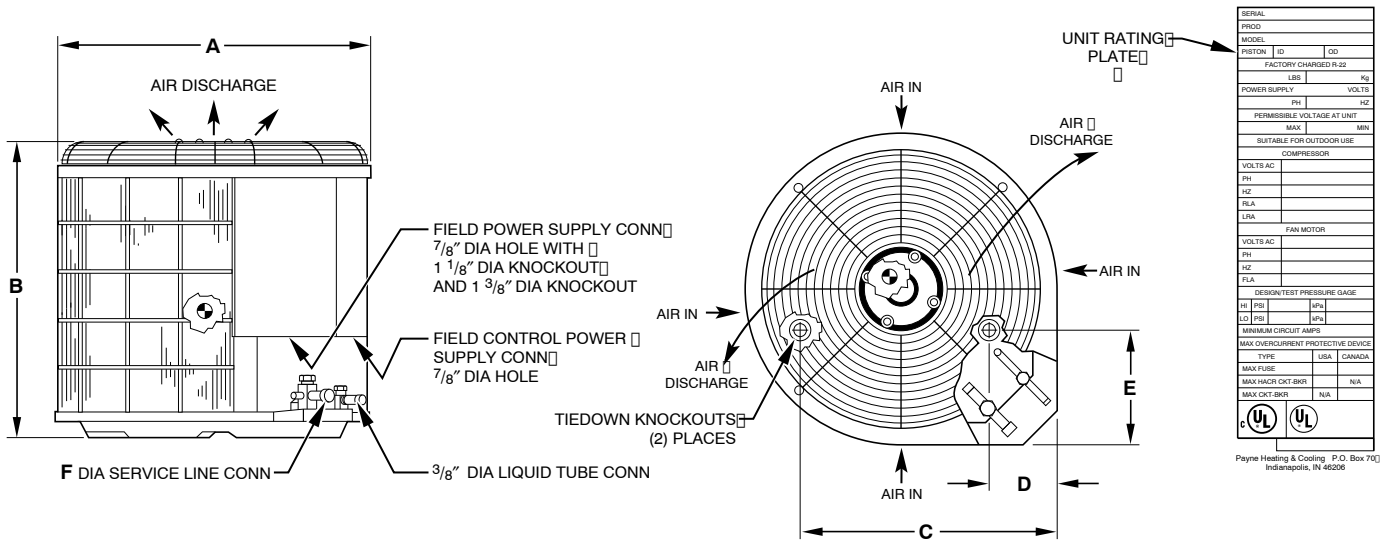 A
AIR DISCHARGE
B
FIELD POWER SUPPLY CONN▯
7/8″ DIA HOLE WITH ▯
1 1/8″ DIA KNOCKOUT▯
AND 1 3/8″ DIA KNOCKOUT
FIELD CONTROL POWER ▯
SUPPLY CONN▯
7/8″ DIA HOLE
F DIA SERVICE LINE CONN
3/8″ DIA LIQUID TUBE CONN
AIR IN
AIR ▯
DISCHARGE
AIR IN
AIR IN
AIR ▯
DISCHARGE
TIEDOWN KNOCKOUTS▯
(2) PLACES
AIR IN
E
D
C
UNIT RATING▯
PLATE▯
▯
SERIAL
PROD
MODEL
PISTON ID OD
FACTORY CHARGED R-22
LBS Kg
POWER SUPPLY VOLTS
PH HZ
PERMISSIBLE VOLTAGE AT UNIT
MAX MIN
SUITABLE FOR OUTDOOR USE
COMPRESSOR
VOLTS AC
PH
HZ
RLA
LRA
FAN MOTOR
VOLTS AC
PH
HZ
FLA
DESIGN/TEST PRESSURE GAGE
HI PSI kPa
LO PSI kPa
MINIMUM CIRCUIT AMPS
MAX OVERCURRENT PROTECTIVE DEVICE
TYPE USA CANADA
MAX FUSE
MAX HACR CKT-BKR N/A
MAX CKT-BKR N/A
C UL UL
Payne Heating & Cooling P.O. Box 70▯
Indianapolis, IN 46206